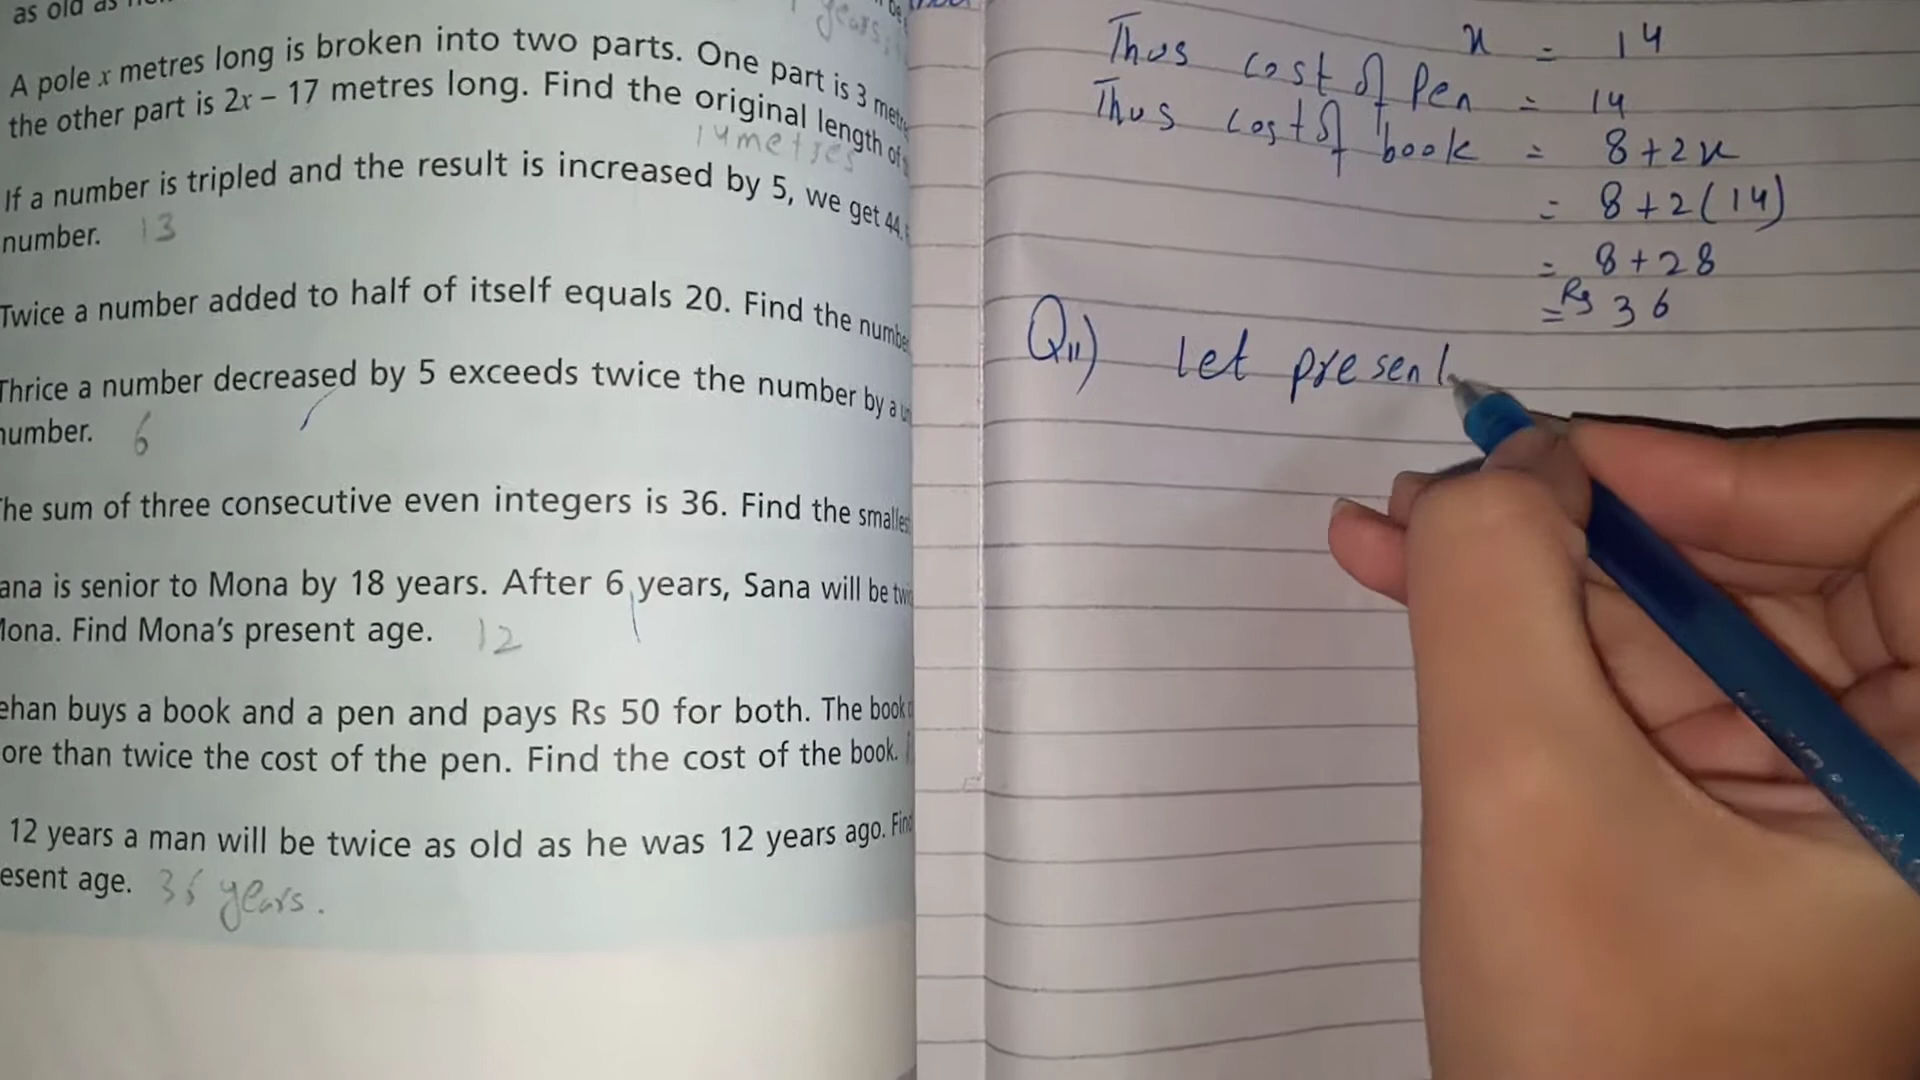 as old as
years,
A pole x metres long is broken into two parts. One part is 3
the other part is 2x – 17 metres long. Find the original length of
14 metres
If a number is tripled and the result is increased by 5, we get 44.
number. 13
Twice a number added to half of itself equals 20. Find the
Thrice a number decreased by 5 exceeds twice the number by a
number. 6
The sum of three consecutive even integers is 36. Find the
ana is senior to Mona by 18 years. After 6 years, Sana will be
Mona. Find Mona's present age. 12
ehan buys a book and a pen and pays Rs 50 for both. The book
ore than twice the cost of the pen. Find the cost of the book.
12 years a man will be twice as old as he was 12 years ago. Find
esent age. 36 years.
x = 14
Thus cost of Pen = 14
Thus cost of book = 8+2x
= 8+2(14)
= 8+28
= Rs 36
Q11) let present